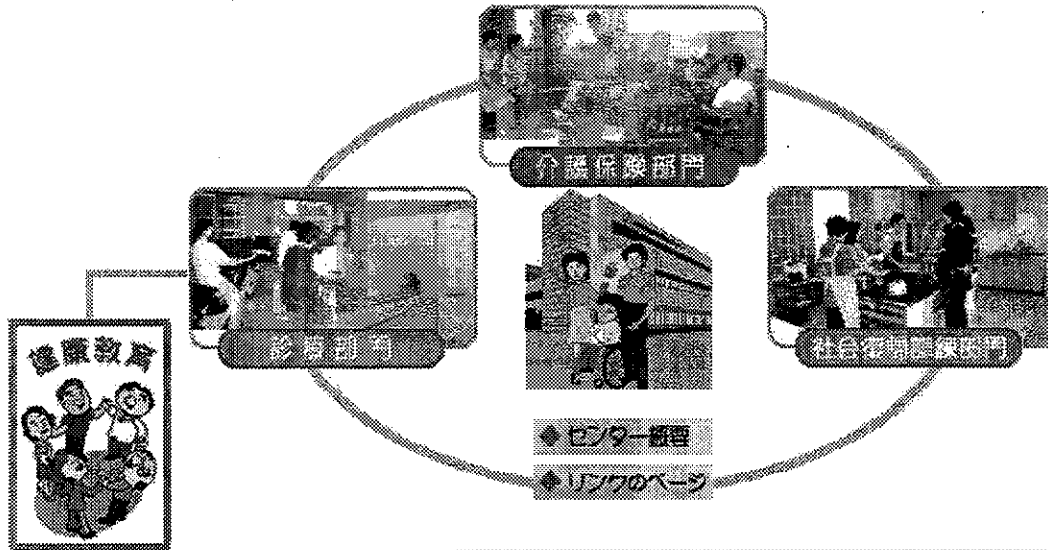 介護保険部門
診療部門
社会復帰訓練部門
健康教育
センター概要
リンクのページ